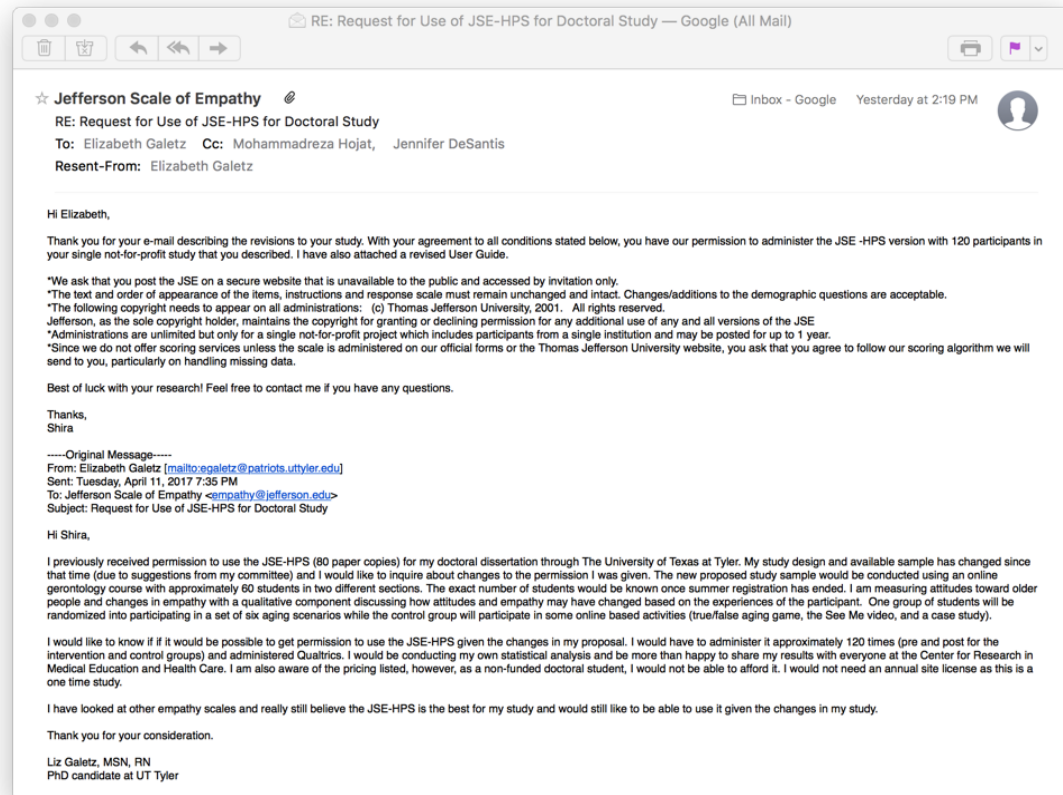 RE: Request for Use of JSE-HPS for Doctoral Study — Google (All Mail)
Jefferson Scale of Empathy
Inbox - Google Yesterday at 2:19 PM
RE: Request for Use of JSE-HPS for Doctoral Study
To: Elizabeth Galetz Cc: Mohammadreza Hojat, Jennifer DeSantis
Resent-From: Elizabeth Galetz
Hi Elizabeth,
Thank you for your e-mail describing the revisions to your study. With your agreement to all conditions stated below, you have our permission to administer the JSE -HPS version with 120 participants in
your single not-for-profit study that you described. I have also attached a revised User Guide.
*We ask that you post the JSE on a secure website that is unavailable to the public and accessed by invitation only.
*The text and order of appearance of the items, instructions and response scale must remain unchanged and intact. Changes/additions to the demographic questions are acceptable.
*The following copyright needs to appear on all administrations: (c) Thomas Jefferson University, 2001. All rights reserved.
Jefferson, as the sole copyright holder, maintains the copyright for granting or declining permission for any additional use of any and all versions of the JSE
*Administrations are unlimited but only for a single not-for-profit project which includes participants from a single institution and may be posted for up to 1 year.
*Since we do not offer scoring services unless the scale is administered on our official forms or the Thomas Jefferson University website, you ask that you agree to follow our scoring algorithm we will
send to you, particularly on handling missing data.
Best of luck with your research! Feel free to contact me if you have any questions.
Thanks,
Shira
-----Original Message-----
From: Elizabeth Galetz [mailto:egaletz@patriots.uttyler.edu]
Sent: Tuesday, April 11, 2017 7:35 PM
To: Jefferson Scale of Empathy <empathy@jefferson.edu>
Subject: Request for Use of JSE-HPS for Doctoral Study
Hi Shira,
I previously received permission to use the JSE-HPS (80 paper copies) for my doctoral dissertation through The University of Texas at Tyler. My study design and available sample has changed since
that time (due to suggestions from my committee) and I would like to inquire about changes to the permission I was given. The new proposed study sample would be conducted using an online
gerontology course with approximately 60 students in two different sections. The exact number of students would be known once summer registration has ended. I am measuring attitudes toward older
people and changes in empathy with a qualitative component discussing how attitudes and empathy may have changed based on the experiences of the participant. One group of students will be
randomized into participating in a set of six aging scenarios while the control group will participate in some online based activities (true/false aging game, the See Me video, and a case study).
I would like to know if if it would be possible to get permission to use the JSE-HPS given the changes in my proposal. I would have to administer it approximately 120 times (pre and post for the
intervention and control groups) and administered Qualtrics. I would be conducting my own statistical analysis and be more than happy to share my results with everyone at the Center for Research in
Medical Education and Health Care. I am also aware of the pricing listed, however, as a non-funded doctoral student, I would not be able to afford it. I would not need an annual site license as this is a
one time study.
I have looked at other empathy scales and really still believe the JSE-HPS is the best for my study and would still like to be able to use it given the changes in my study.
Thank you for your consideration.
Liz Galetz, MSN, RN
PhD candidate at UT Tyler